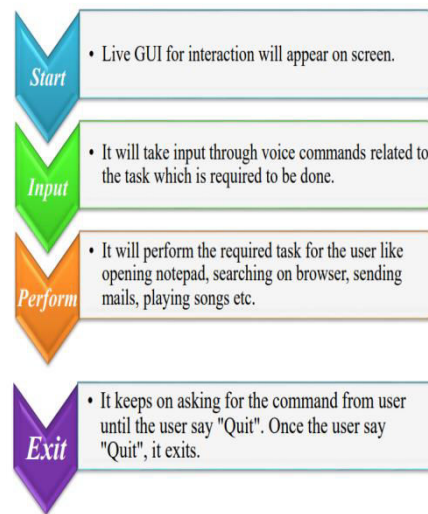 Start
• Live GUI for interaction will appear on screen.
Input
• It will take input through voice commands related to
the task which is required to be done.
Perform
• It will perform the required task for the user like
opening notepad, searching on browser, sending
mails, playing songs etc.
Exit
• It keeps on asking for the command from user
until the user say "Quit". Once the user say
"Quit", it exits.